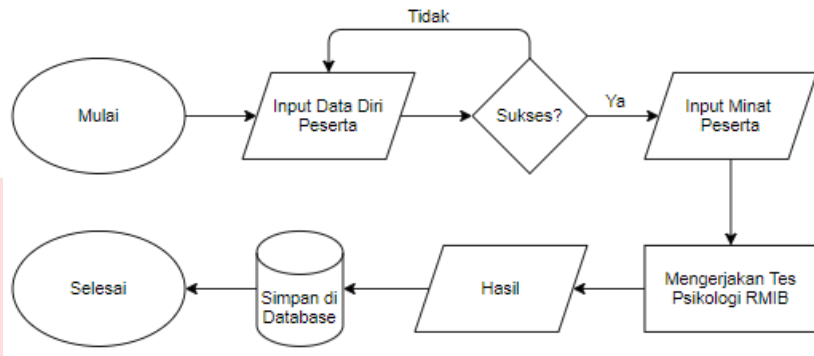 Tidak
Mulai
Input Data Diri
Peserta
Sukses?
Ya
Input Minat
Peserta
Selesai
Simpan di
Database
Hasil
Mengerjakan Tes
Psikologi RMIB